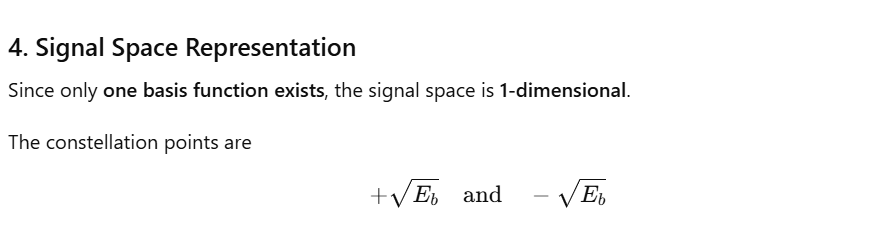 4. Signal Space Representation
Since only one basis function exists, the signal space is 1-dimensional.
The constellation points are
+√E_b and − √E_b